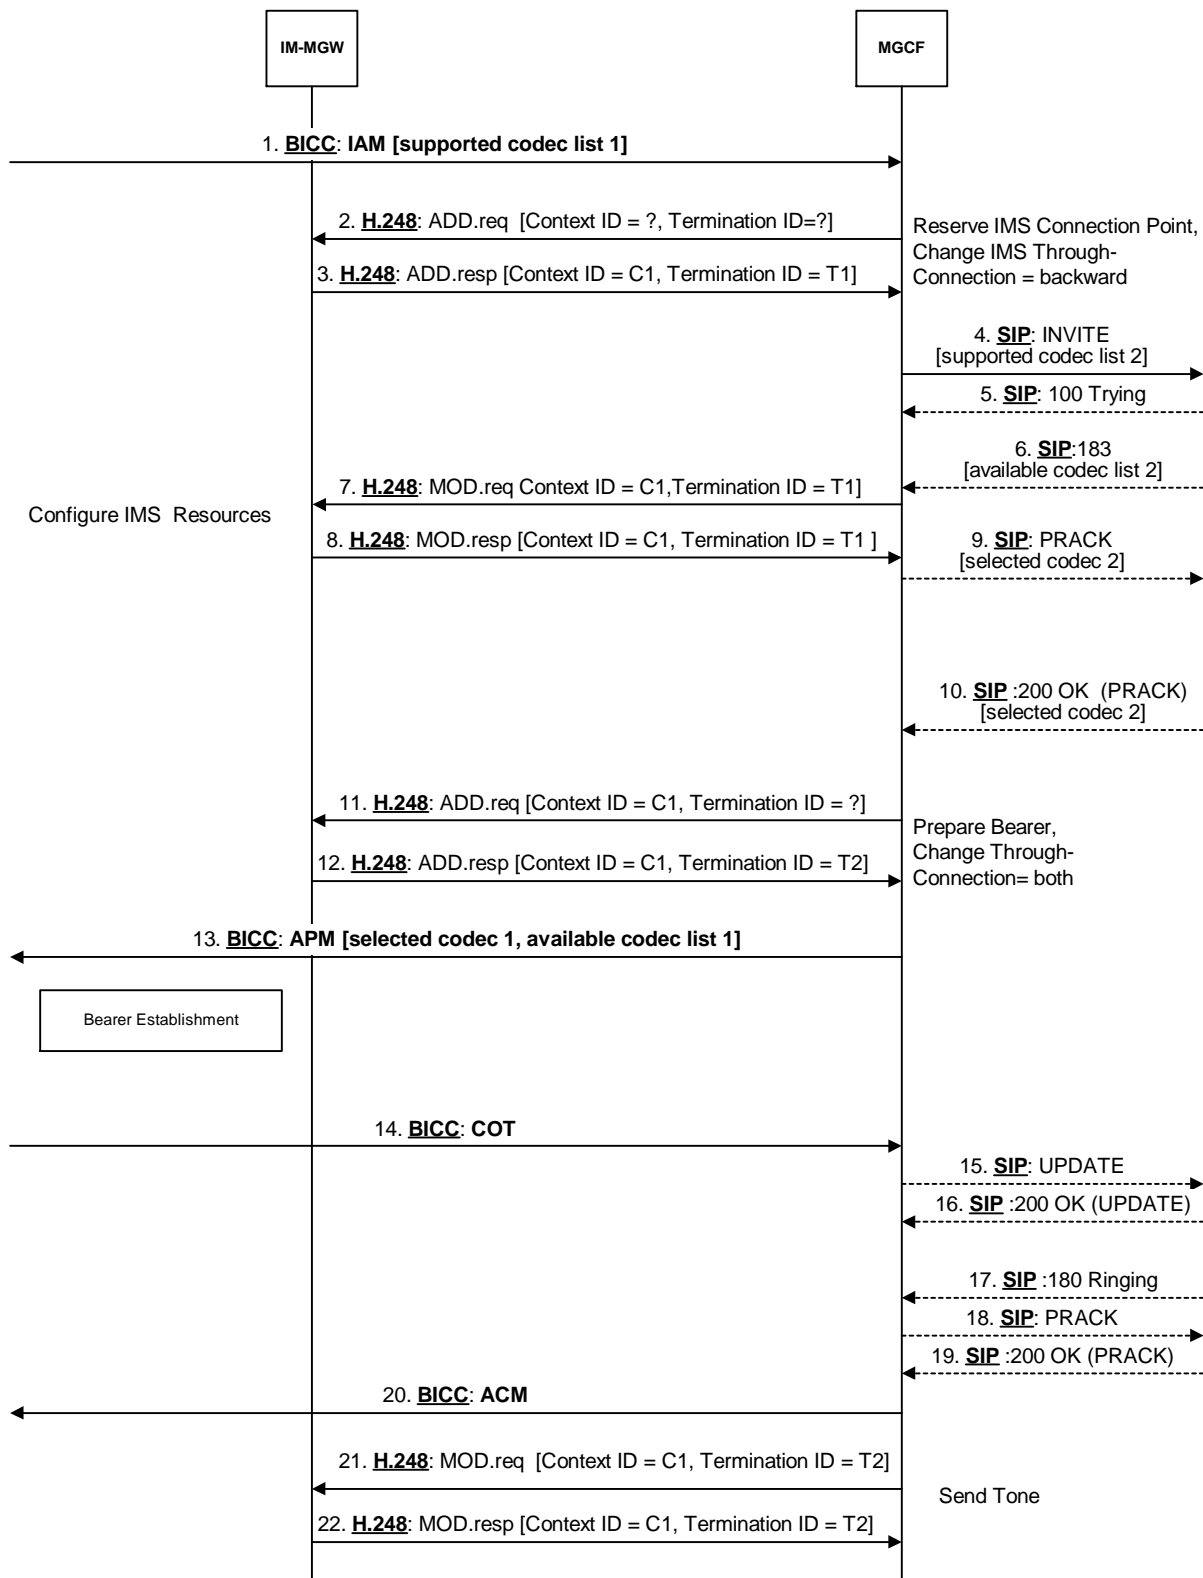 IM-MGW
MGCF
1. BICC: IAM [supported codec list 1]
2. H.248: ADD.req [Context ID = ?, Termination ID=?]
Reserve IMS Connection Point,
Change IMS Through-
Connection = backward
3. H.248: ADD.resp [Context ID = C1, Termination ID = T1]
4. SIP: INVITE
[supported codec list 2]
5. SIP: 100 Trying
6. SIP:183
[available codec list 2]
7. H.248: MOD.req Context ID = C1,Termination ID = T1]
Configure IMS Resources
8. H.248: MOD.resp [Context ID = C1, Termination ID = T1 ]
9. SIP: PRACK
[selected codec 2]
10. SIP :200 OK (PRACK)
[selected codec 2]
11. H.248: ADD.req [Context ID = C1, Termination ID = ?]
Prepare Bearer,
Change Through-
Connection= both
12. H.248: ADD.resp [Context ID = C1, Termination ID = T2]
13. BICC: APM [selected codec 1, available codec list 1]
Bearer Establishment
14. BICC: COT
15. SIP: UPDATE
16. SIP :200 OK (UPDATE)
17. SIP :180 Ringing
18. SIP: PRACK
19. SIP :200 OK (PRACK)
20. BICC: ACM
21. H.248: MOD.req [Context ID = C1, Termination ID = T2]
Send Tone
22. H.248: MOD.resp [Context ID = C1, Termination ID = T2]